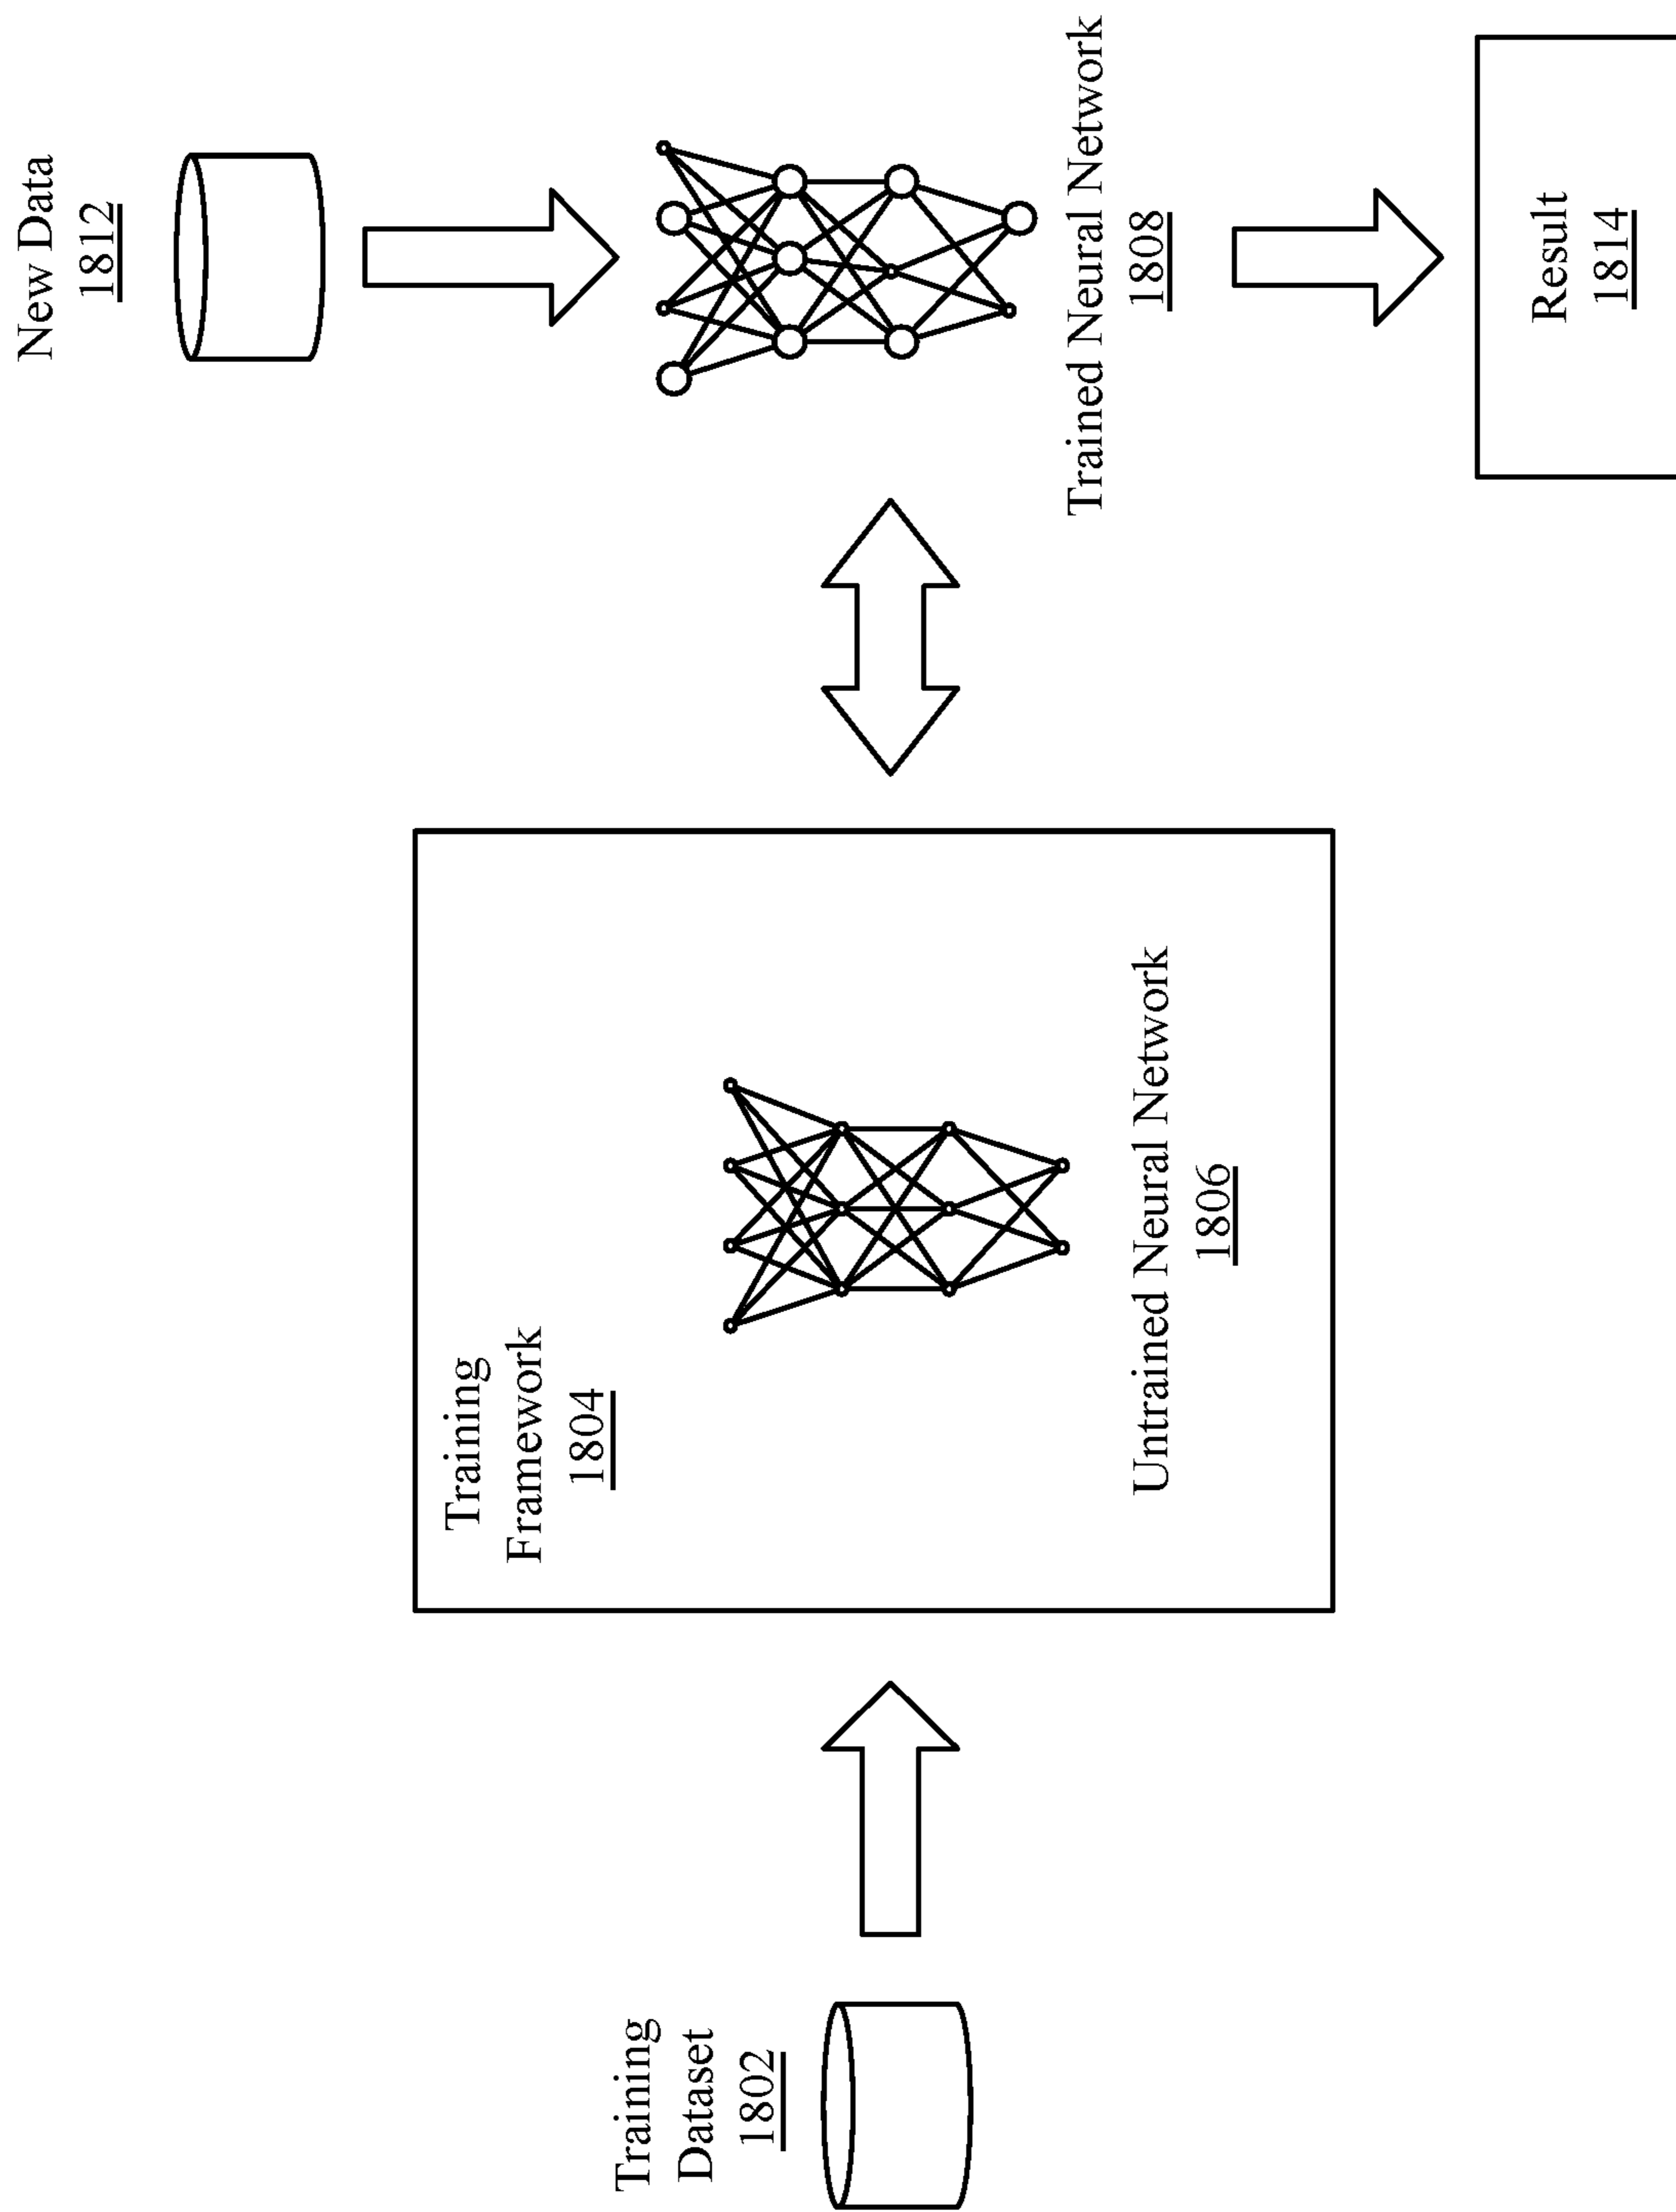 Training
Dataset
1802
Training
Framework
1804
Untrained Neural Network
1806
New Data
1812
Trained Neural Network
1808
Result
1814